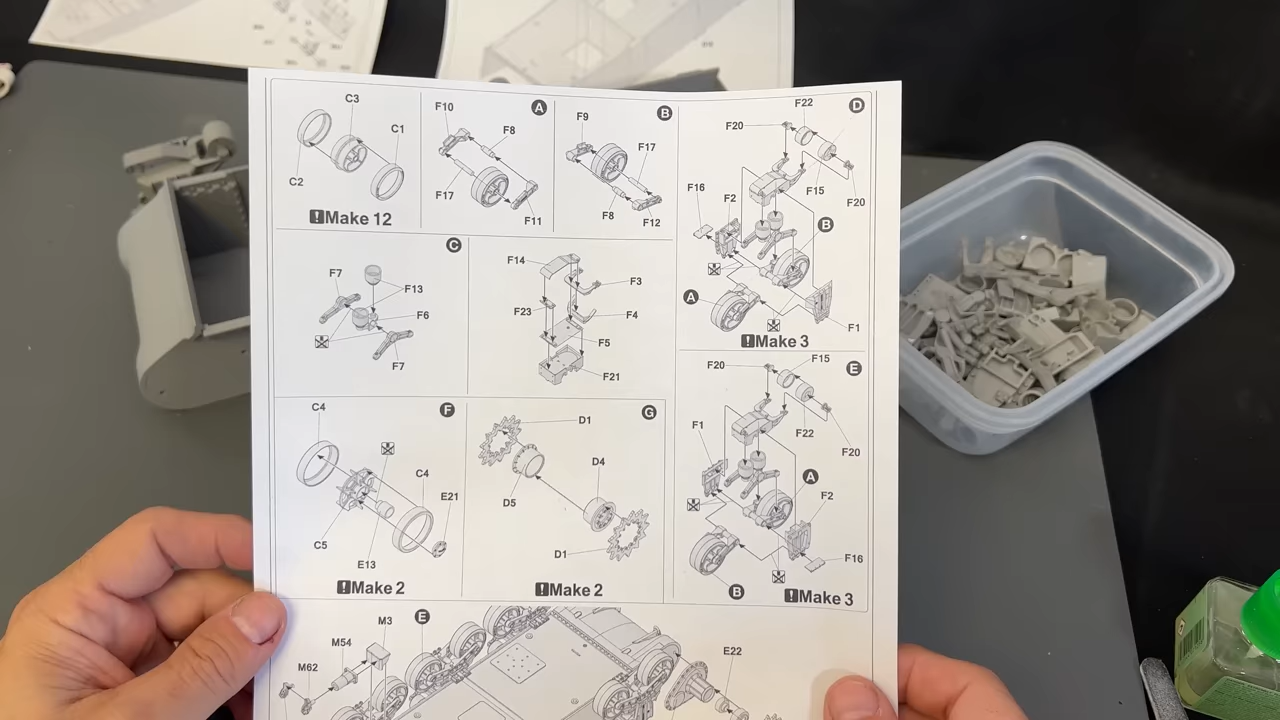 C3
C1
C2
!Make 12
F10
A
F8
F17
F11
F9
B
F17
F8
F12
F22
D
F20
F15
F20
F16
F2
B
A
F1
!Make 3
C
F7
F13
F6
F7
F14
F3
F23
F4
F5
F21
F15
F20
E
F1
F22
F20
A
F2
F16
B
!Make 3
C4
F
C4
E21
C5
E13
!Make 2
D1
G
D4
D5
D1
!Make 2
M3
E
M54
M62
E22